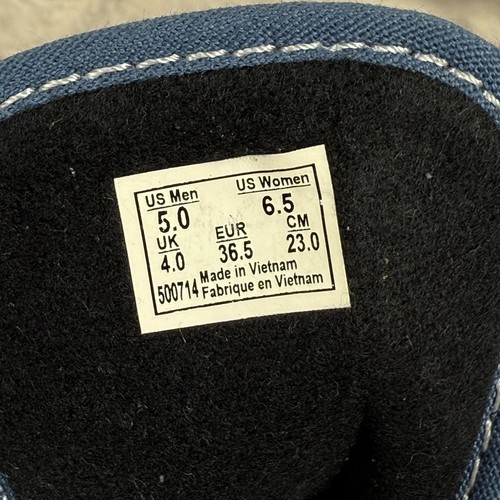 US Men US Women
5.0 6.5
UK EUR CM
4.0 36.5 23.0
500714 Made in Vietnam
Fabrique en Vietnam